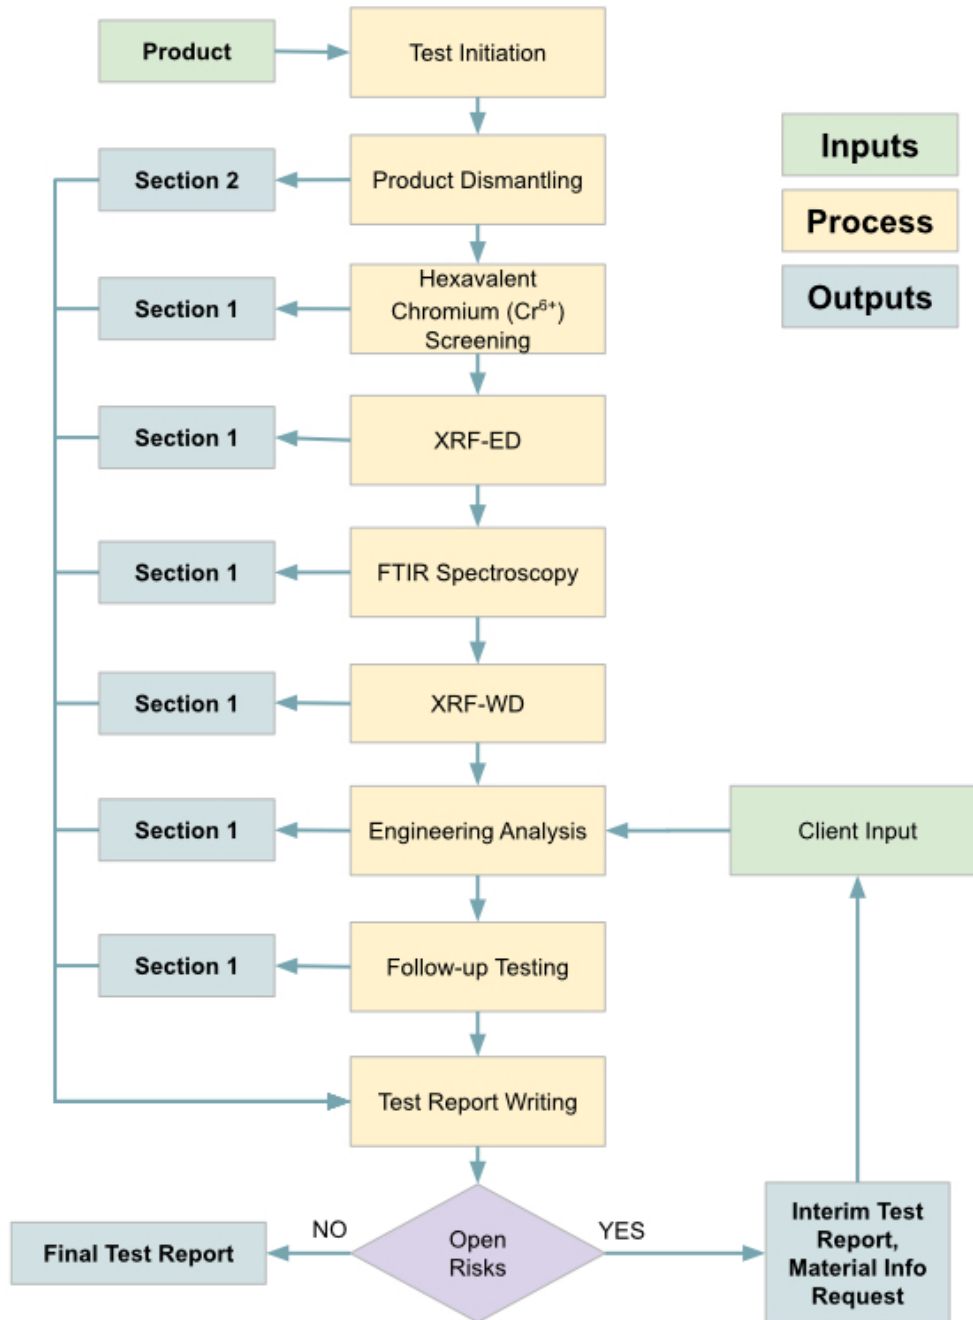 Product
Test Initiation
Inputs
Section 2
Product Dismantling
Process
Section 1
Hexavalent
Chromium (Cr⁶⁺)
Screening
Outputs
Section 1
XRF-ED
Section 1
FTIR Spectroscopy
Section 1
XRF-WD
Section 1
Engineering Analysis
Client Input
Section 1
Follow-up Testing
Test Report Writing
Final Test Report
NO
Open
Risks
YES
Interim Test
Report,
Material Info
Request